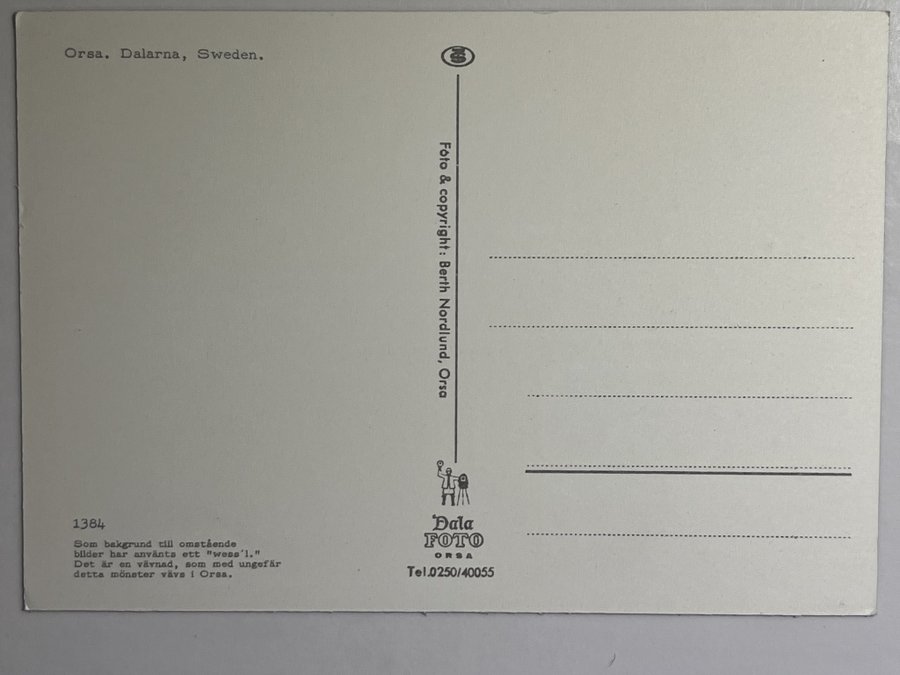 Orsa. Dalarna, Sweden.
Foto & copyright: Berth Nordlund, Orsa
1384
Som bakgrund till omstående
bilder har använts ett "wess'l."
Det är en vävnad, som med ungefär
detta mönster vävs i Orsa.
Dala
FOTO
ORSA
Tel.0250/40055